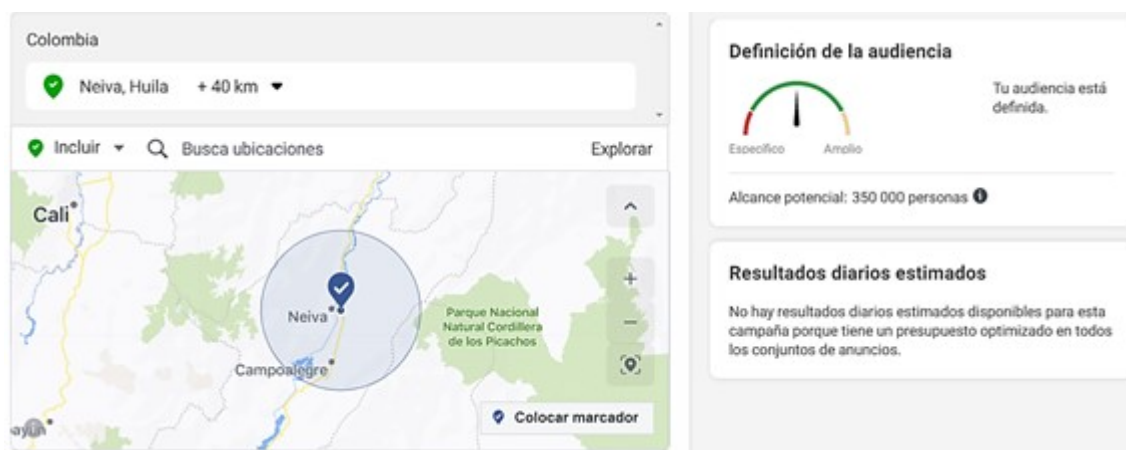 Colombia
Neiva, Huila + 40 km
Incluir Busca ubicaciones Explorar
Cali
Neiva
Parque Nacional
Natural Cordillera
de los Picachos
Campoalegre
Colocar marcador
Definición de la audiencia
Tu audiencia está
definida.
Específico Amplio
Alcance potencial: 350 000 personas
Resultados diarios estimados
No hay resultados diarios estimados disponibles para esta
campaña porque tiene un presupuesto optimizado en todos
los conjuntos de anuncios.